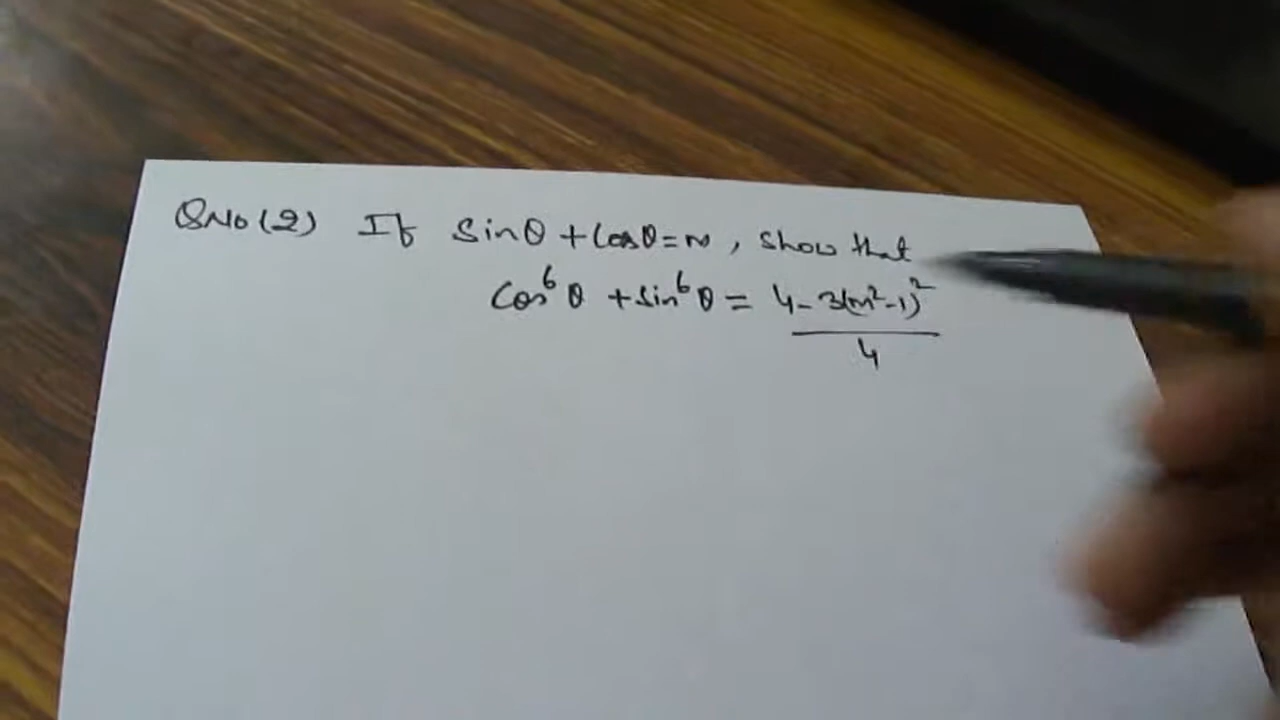 QNo (2) If sinθ + cosθ = m, show that
cos⁶θ + sin⁶θ = 4 - 3(m² - 1)²
4